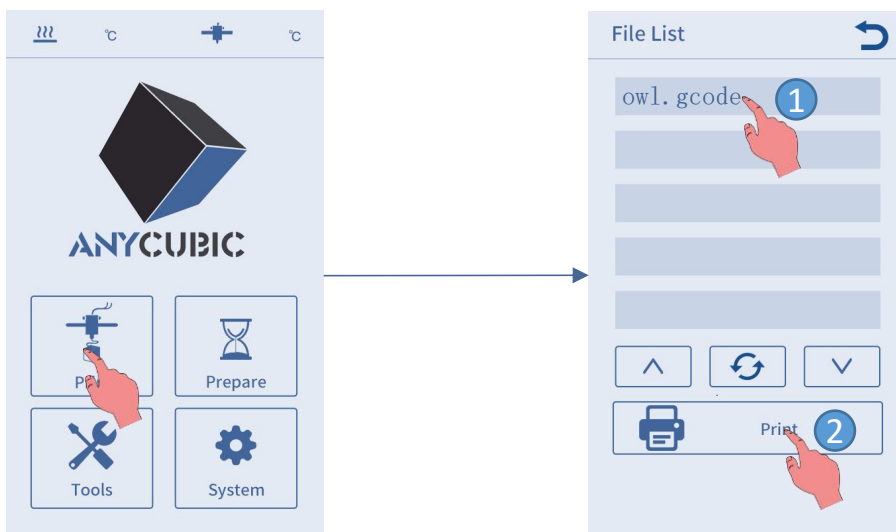 ℃
℃
ANYCUBIC
Prepare
Tools
System
File List
owl.gcode
1
Print
2